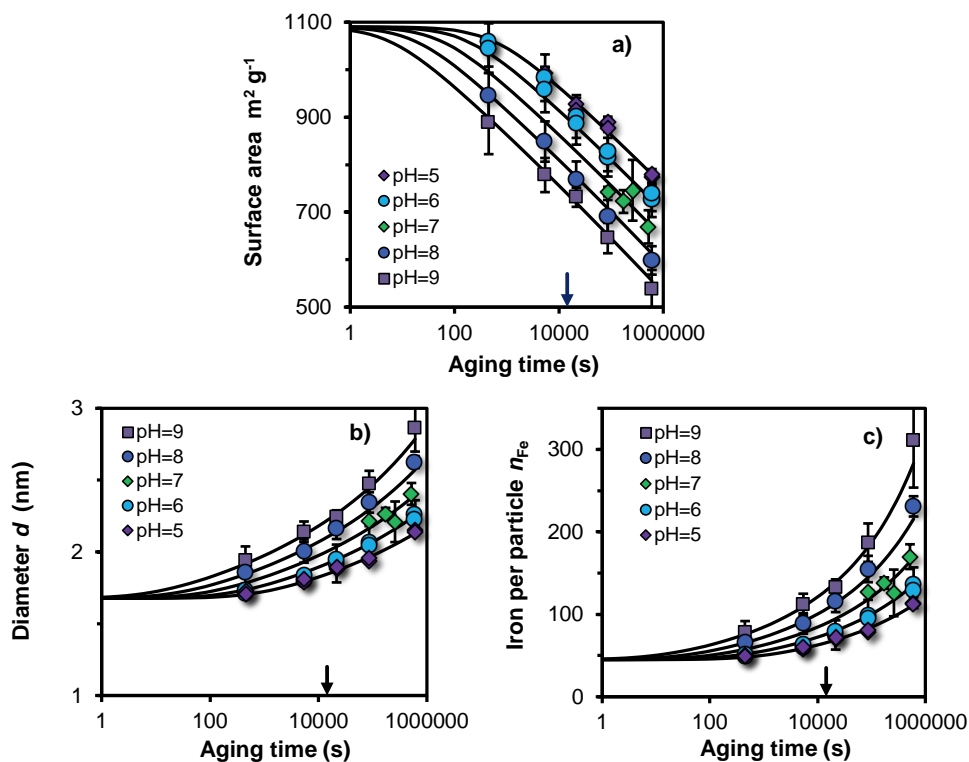 a)
1100
900
700
500
Surface area m² g⁻¹
pH=5
pH=6
pH=7
pH=8
pH=9
1 100 10000 1000000
Aging time (s)
b)
3
2
1
Diameter d (nm)
pH=9
pH=8
pH=7
pH=6
pH=5
1 100 10000 1000000
Aging time (s)
c)
300
200
100
0
Iron per particle nFe
pH=9
pH=8
pH=7
pH=6
pH=5
1 100 10000 1000000
Aging time (s)